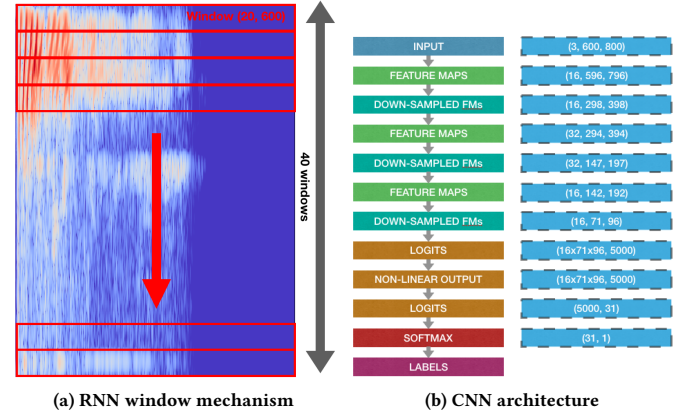 Window (20, 800)
40 windows
INPUT (3, 600, 800)
FEATURE MAPS (16, 596, 796)
DOWN-SAMPLED FMs (16, 298, 398)
FEATURE MAPS (32, 294, 394)
DOWN-SAMPLED FMs (32, 147, 197)
FEATURE MAPS (16, 142, 192)
DOWN-SAMPLED FMs (16, 71, 96)
LOGITS (16x71x96, 5000)
NON-LINEAR OUTPUT (16x71x96, 5000)
LOGITS (5000, 31)
SOFTMAX (31, 1)
LABELS
(a) RNN window mechanism
(b) CNN architecture